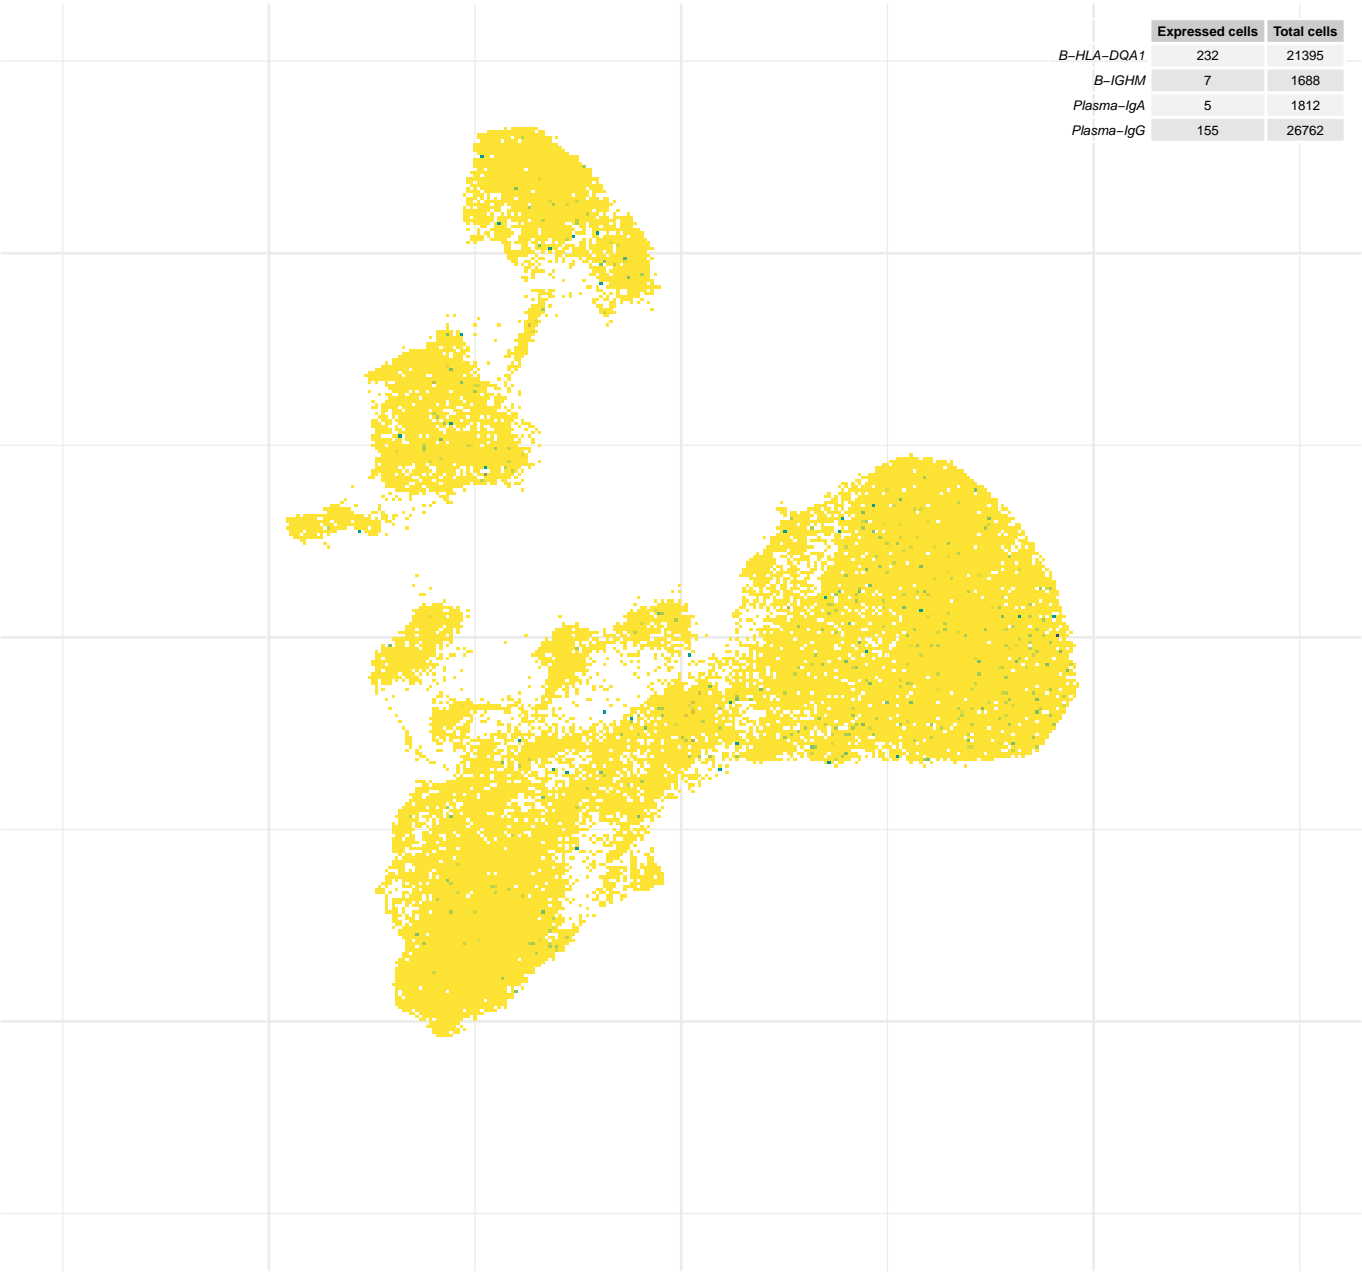 Expressed cells Total cells
B−HLA−DQA1 232 21395
B−IGHM 7 1688
Plasma−IgA 5 1812
Plasma−IgG 155 26762